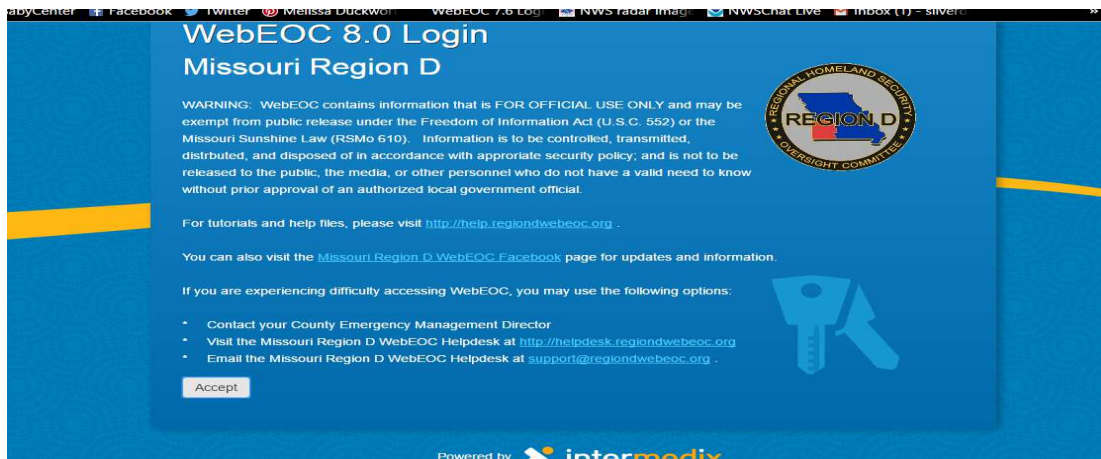 abyCenter Facebook Twitter Melissa Duckwor WebEOC 7.6 Logi NWS radar image NWSChat Live Inbox (1) - silverd »
WebEOC 8.0 Login
Missouri Region D
WARNING: WebEOC contains information that is FOR OFFICIAL USE ONLY and may be
exempt from public release under the Freedom of Information Act (U.S.C. 552) or the
Missouri Sunshine Law (RSMo 610). Information is to be controlled, transmitted,
distrbuted, and disposed of in accordance with approriate security policy; and is not to be
released to the public, the media, or other personnel who do not have a valid need to know
without prior approval of an authorized local government official.
REGIONAL HOMELAND SECURITY
REGION D
OVERSIGHT COMMITTEE
For tutorials and help files, please visit http://help.regiondwebeoc.org .
You can also visit the Missouri Region D WebEOC Facebook page for updates and information.
If you are experiencing difficulty accessing WebEOC, you may use the following options:
* Contact your County Emergency Management Director
* Visit the Missouri Region D WebEOC Helpdesk at http://helpdesk.regiondwebeoc.org
* Email the Missouri Region D WebEOC Helpdesk at support@regiondwebeoc.org .
Accept
Powered by intermedix